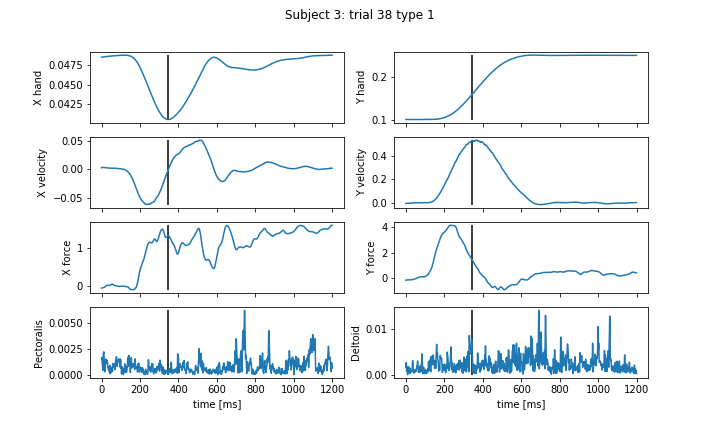 Subject 3: trial 38 type 1
X hand
0.0475
0.0450
0.0425
Y hand
0.2
0.1
X velocity
0.05
0.00
−0.05
Y velocity
0.4
0.2
0.0
X force
1
0
Y force
4
2
0
Pectoralis
0.0050
0.0025
0.0000
0 200 400 600 800 1000 1200
time [ms]
Deltoid
0.01
0.00
0 200 400 600 800 1000 1200
time [ms]